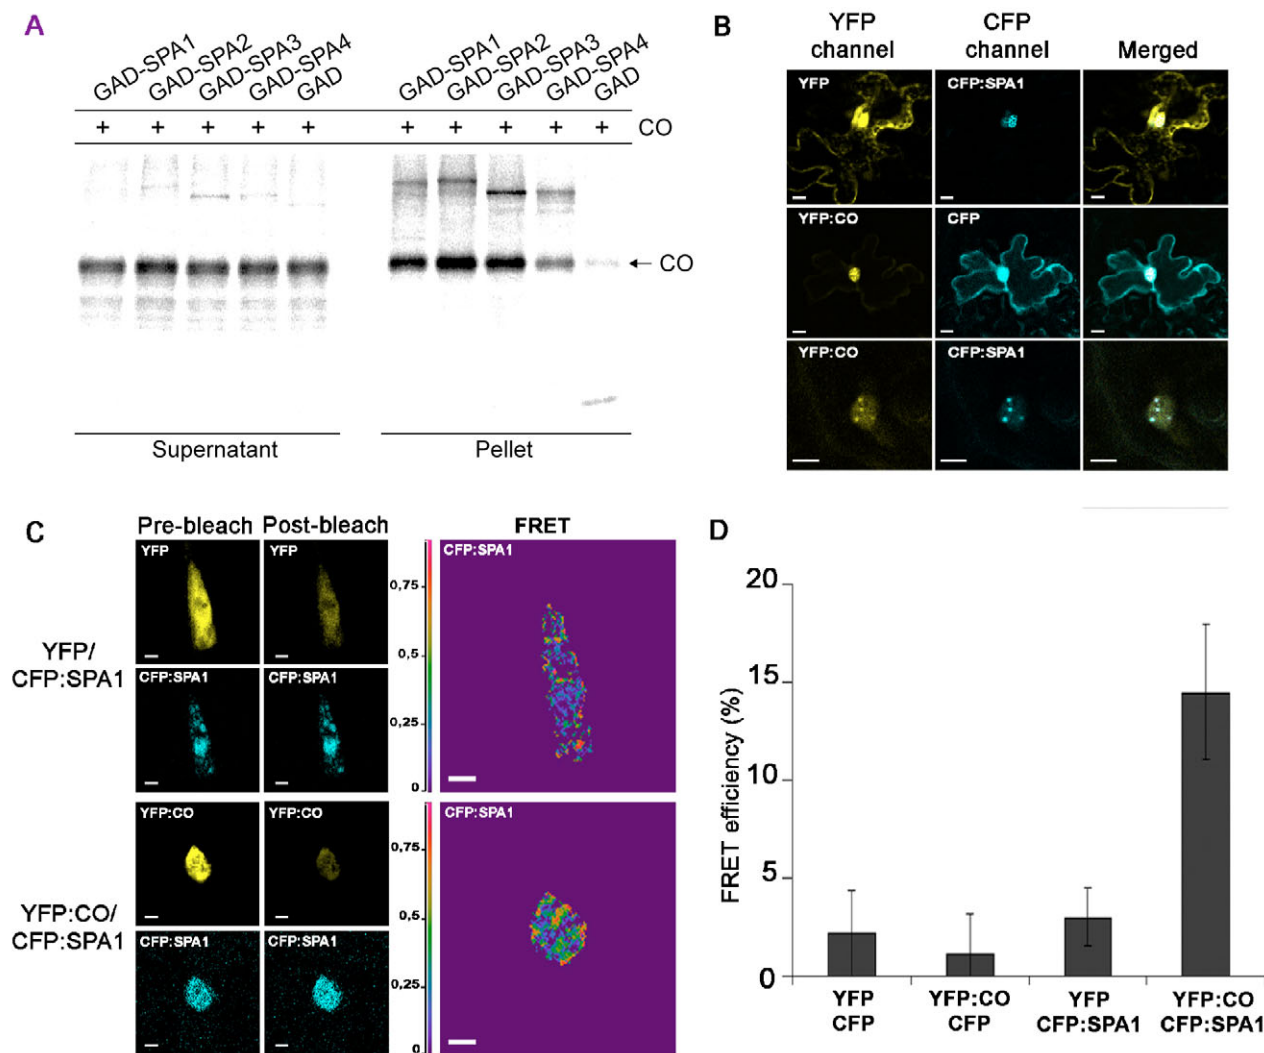 A
GAD-SPA1
GAD-SPA2
GAD-SPA3
GAD-SPA4
GAD
GAD-SPA1
GAD-SPA2
GAD-SPA3
GAD-SPA4
GAD
+ + + + + + + + + + CO
← CO
Supernatant Pellet
B
YFP channel
CFP channel
Merged
YFP CFP:SPA1
YFP:CO CFP
YFP:CO CFP:SPA1
C
Pre-bleach Post-bleach FRET
YFP/
CFP:SPA1
YFP YFP
CFP:SPA1 CFP:SPA1
0,75
0,5
0,25
0
CFP:SPA1
YFP:CO/
CFP:SPA1
YFP:CO YFP:CO
CFP:SPA1 CFP:SPA1
0,75
0,5
0,25
0
CFP:SPA1
D
FRET efficiency (%)
20
15
10
5
0
YFP
CFP
YFP:CO
CFP
YFP
CFP:SPA1
YFP:CO
CFP:SPA1